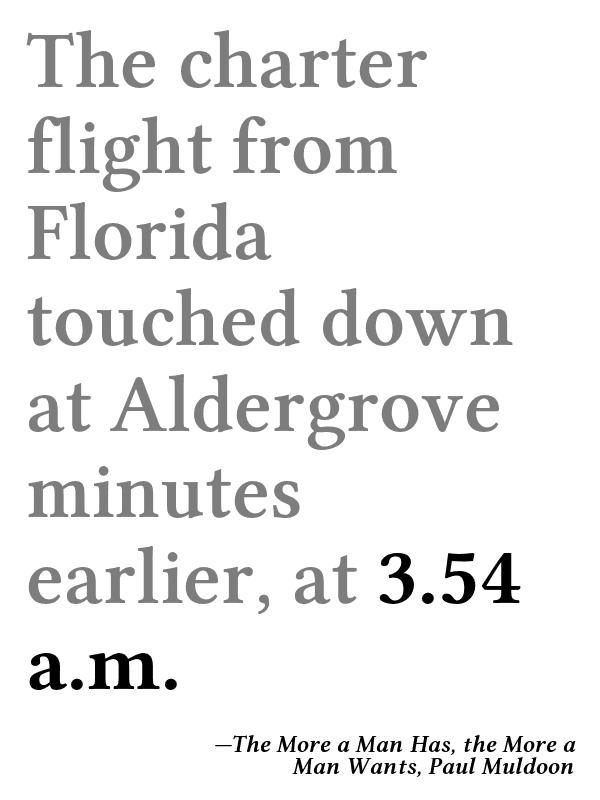 The charter
flight from
Florida
touched down
at Aldergrove
minutes
earlier, at 3.54
a.m.
—The More a Man Has, the More a
Man Wants, Paul Muldoon